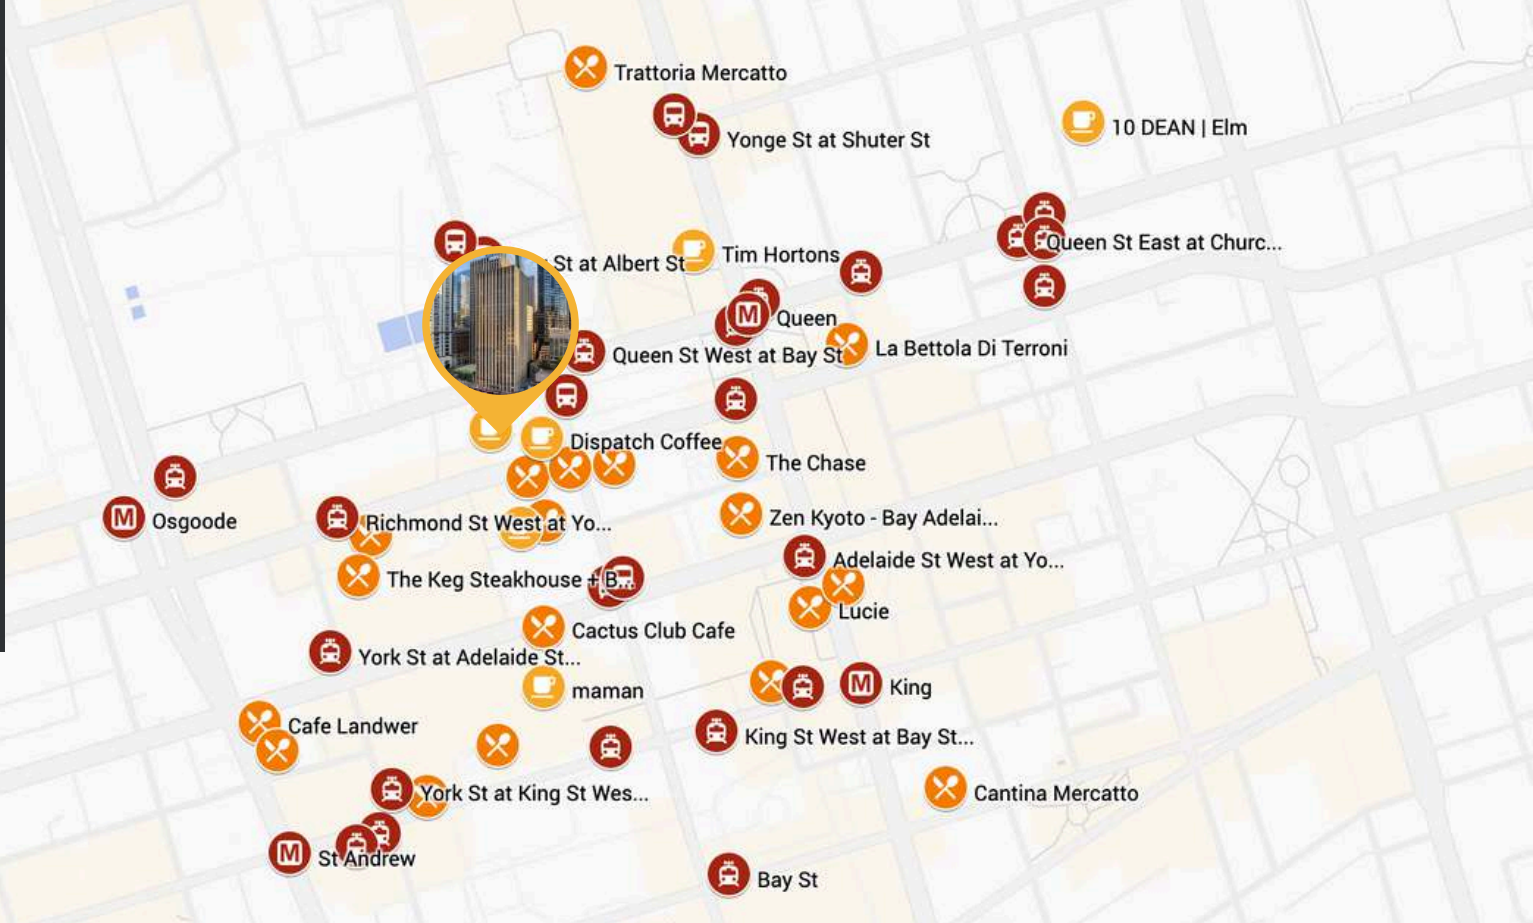 Trattoria Mercatto
10 DEAN | Elm
Yonge St at Shuter St
Queen St East at Churc...
Tim Hortons
St at Albert St
M Queen
La Bettola Di Terroni
Queen St West at Bay St
Dispatch Coffee
The Chase
M Osgoode
Richmond St West at Yo...
Zen Kyoto - Bay Adelai...
Adelaide St West at Yo...
The Keg Steakhouse + B
Lucie
Cactus Club Cafe
York St at Adelaide St...
maman
M King
Cafe Landwer
King St West at Bay St...
York St at King St Wes...
Cantina Mercatto
M St Andrew
Bay St